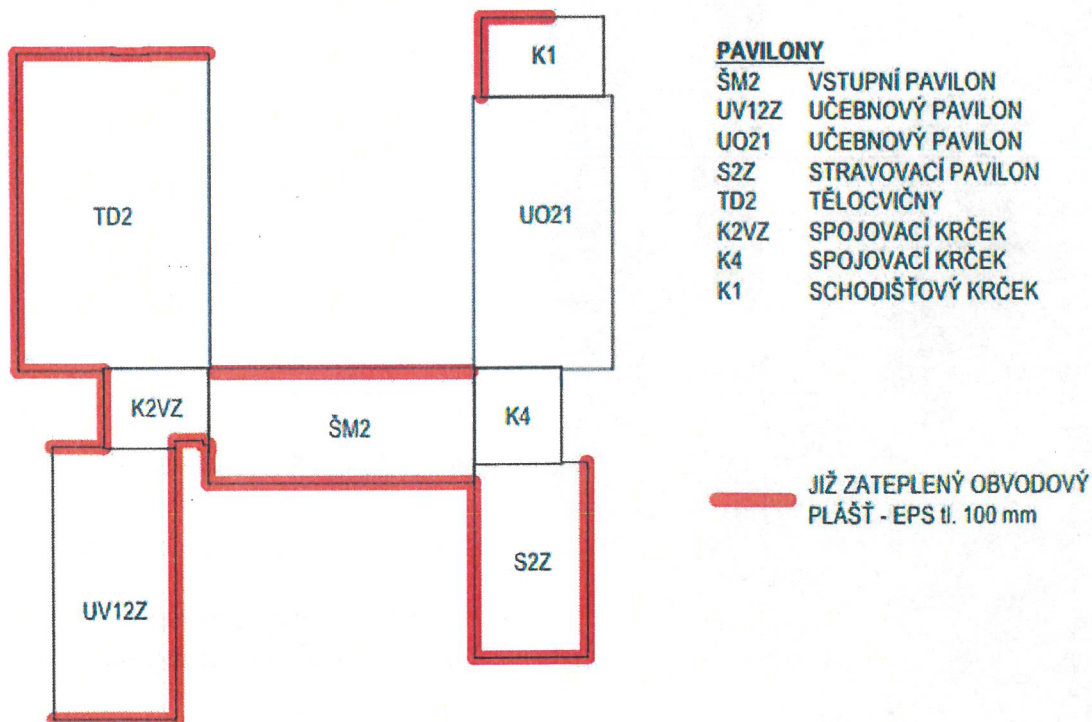 K1
TD2
UO21
K2VZ
ŠM2
K4
S2Z
UV12Z
PAVILONY
ŠM2 VSTUPNÍ PAVILON
UV12Z UČEBNOVÝ PAVILON
UO21 UČEBNOVÝ PAVILON
S2Z STRAVOVACÍ PAVILON
TD2 TĚLOCVIČNY
K2VZ SPOJOVACÍ KRČEK
K4 SPOJOVACÍ KRČEK
K1 SCHODIŠŤOVÝ KRČEK
JIŽ ZATEPLENÝ OBVODOVÝ
PLÁŠŤ - EPS tl. 100 mm